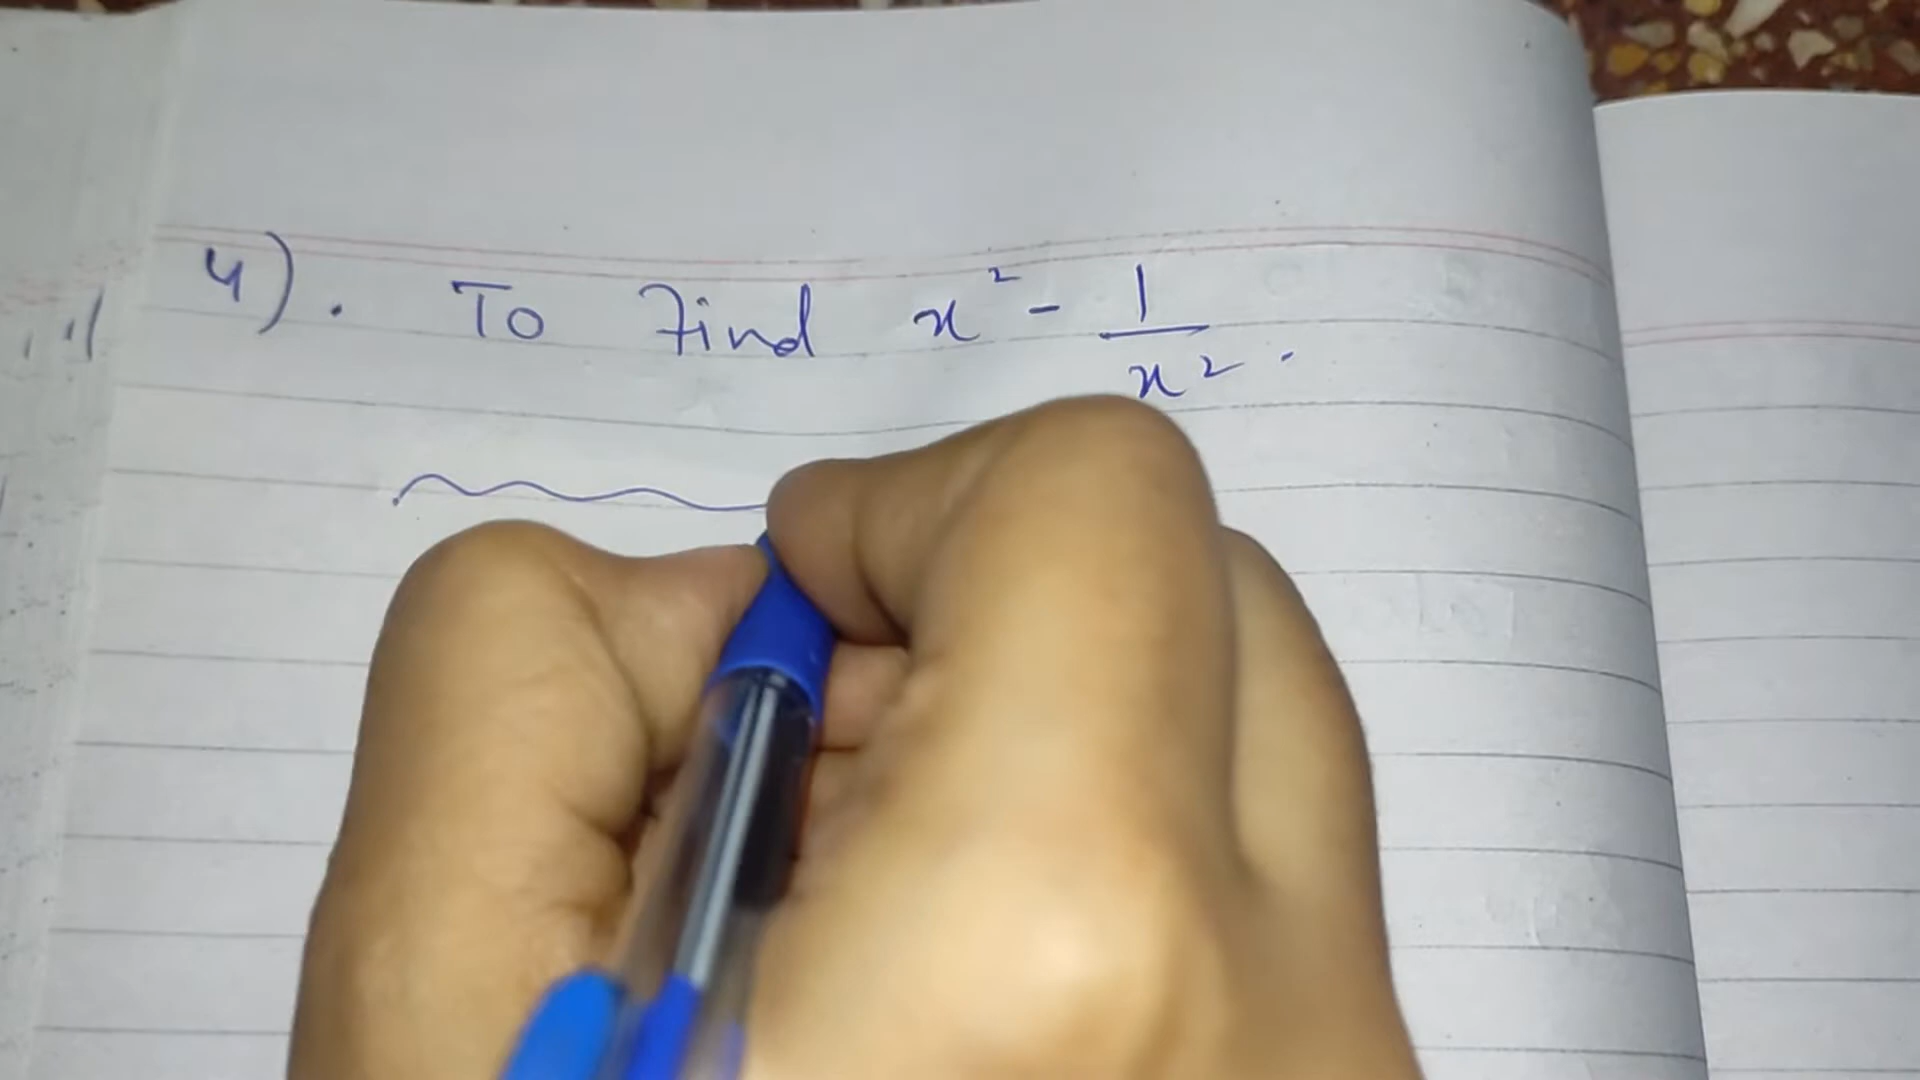 4). To Find x² - 1/x².